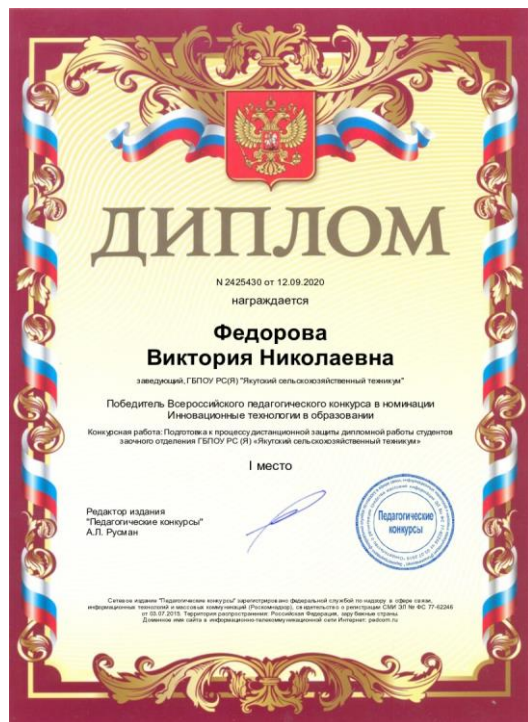 ДИПЛОМ
N 2425430 от 12.09.2020
награждается
Федорова
Виктория Николаевна
заведующий, ГБПОУ РС(Я) "Якутский сельскохозяйственный техникум"
Победитель Всероссийского педагогического конкурса в номинации
Инновационные технологии в образовании
Конкурсная работа: Подготовка к процессу дистанционной защиты дипломной работы студентов
заочного отделения ГБПОУ РС (Я) «Якутский сельскохозяйственный техникум»
I место
Редактор издания
"Педагогические конкурсы"
А.Л. Русман
Педагогические
конкурсы
Сетевое издание "Педагогические конкурсы" зарегистрировано федеральной службой по надзору в сфере связи,
информационных технологий и массовых коммуникаций (Роскомнадзор), свидетельство о регистрации СМИ ЭЛ № ФС 77-62246
от 03.07.2015. Территория распространения: Российская Федерация, зарубежные страны.
Доменное имя сайта в информационно-телекоммуникационной сети Интернет: pedcom.ru